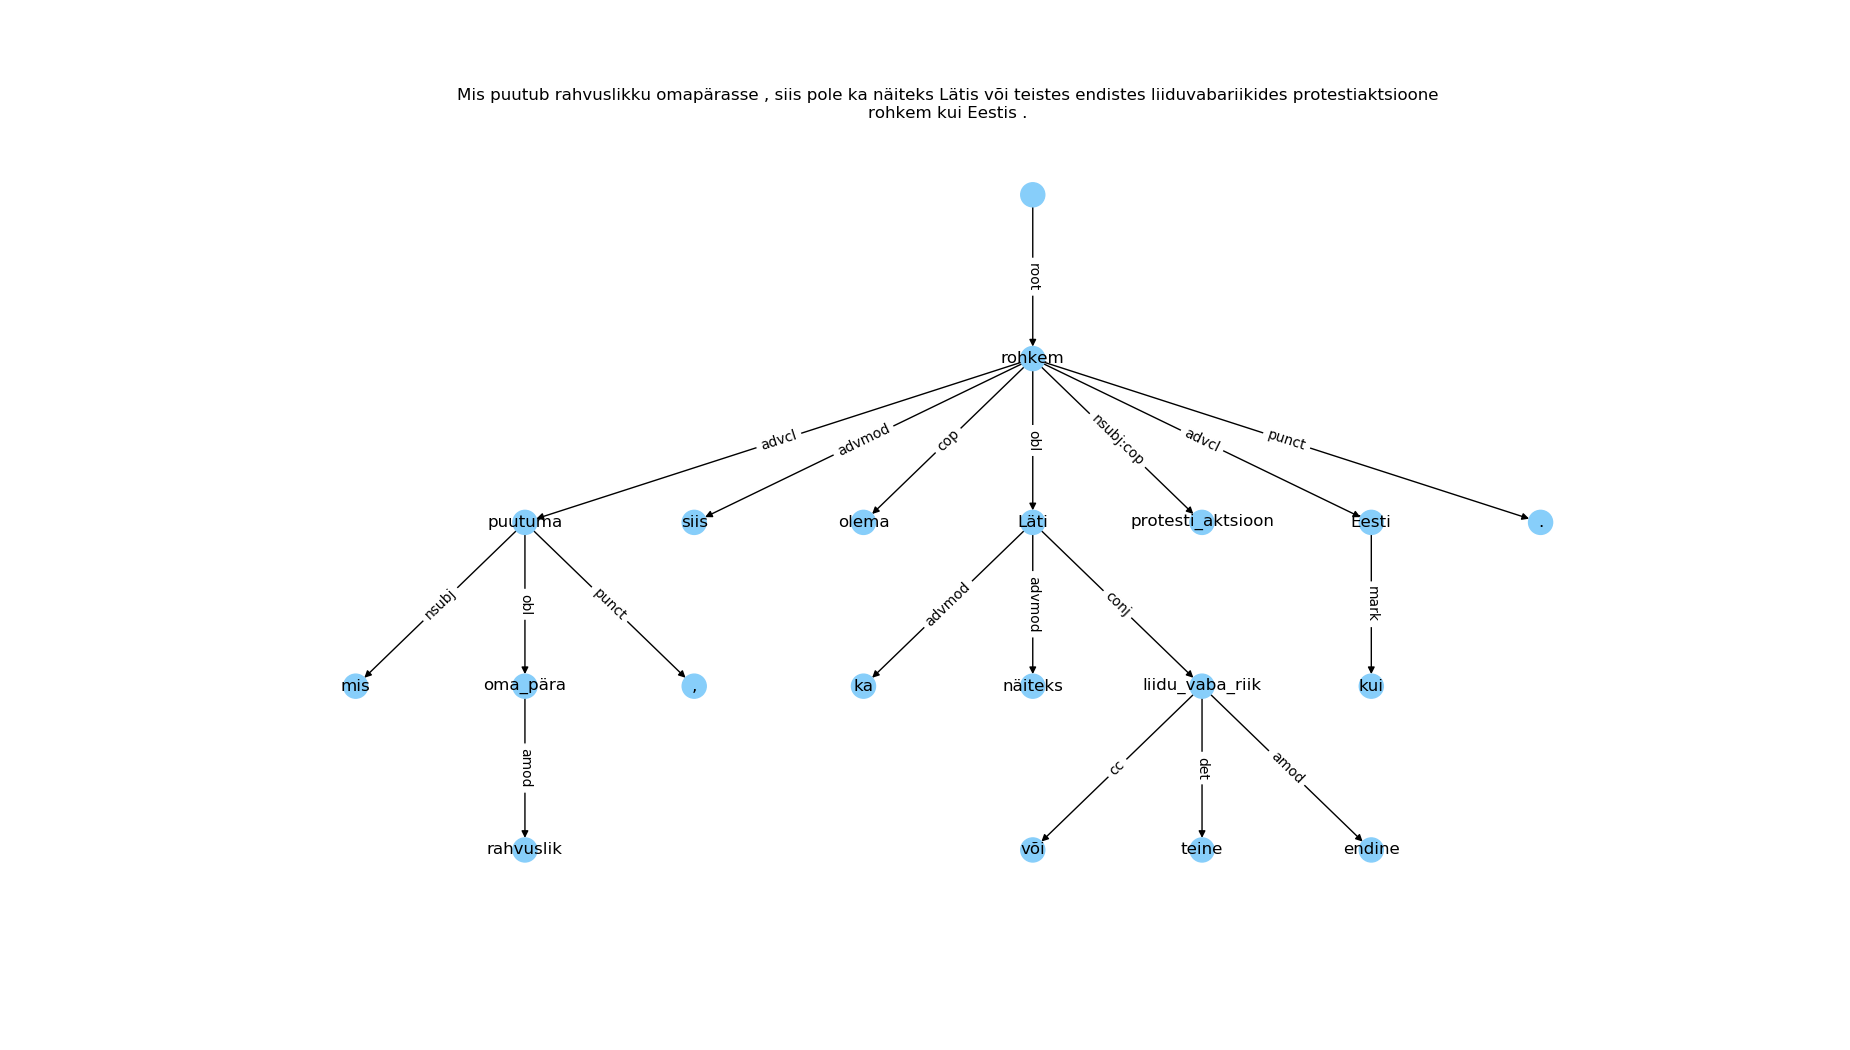 Mis puutub rahvuslikku omapärasse , siis pole ka näiteks Lätis või teistes endistes liiduvabariikides protestiaktsioone
rohkem kui Eestis .
root
rohkem
advcl advmod cop obl nsubj:cop advcl punct
puutuma siis olema Läti protesti_aktsioon Eesti .
nsubj obl punct advmod advmod conj mark
mis oma_pära , ka näiteks liidu_vaba_riik kui
amod cc det amod
rahvuslik või teine endine